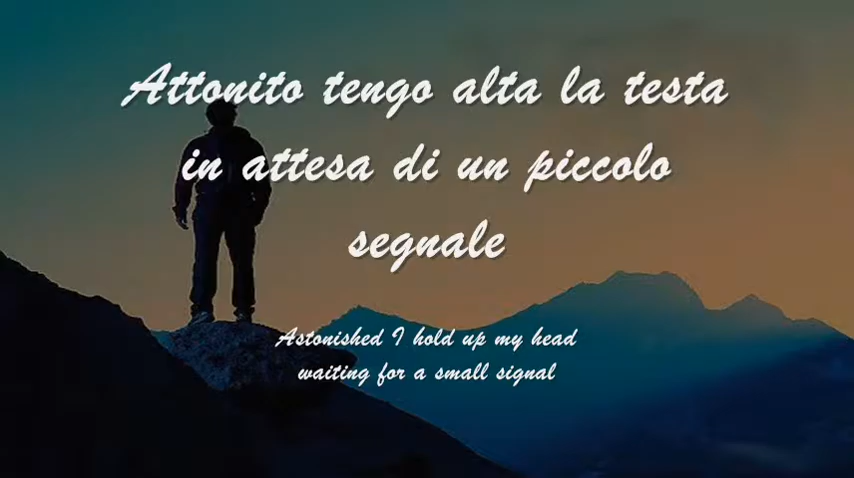 Attonito tengo alta la testa
in attesa di un piccolo
segnale
Astonished I hold up my head
waiting for a small signal